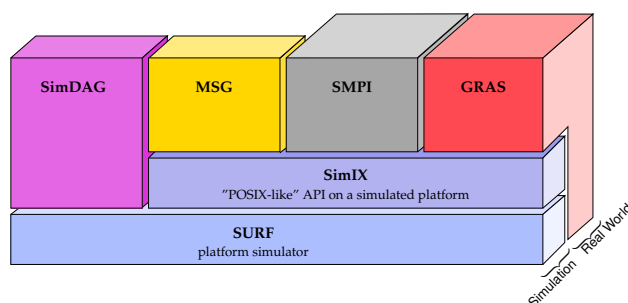 SimDAG
MSG
SMPI
GRAS
SimIX
”POSIX-like” API on a simulated platform
SURF
platform simulator
Simulation
Real World